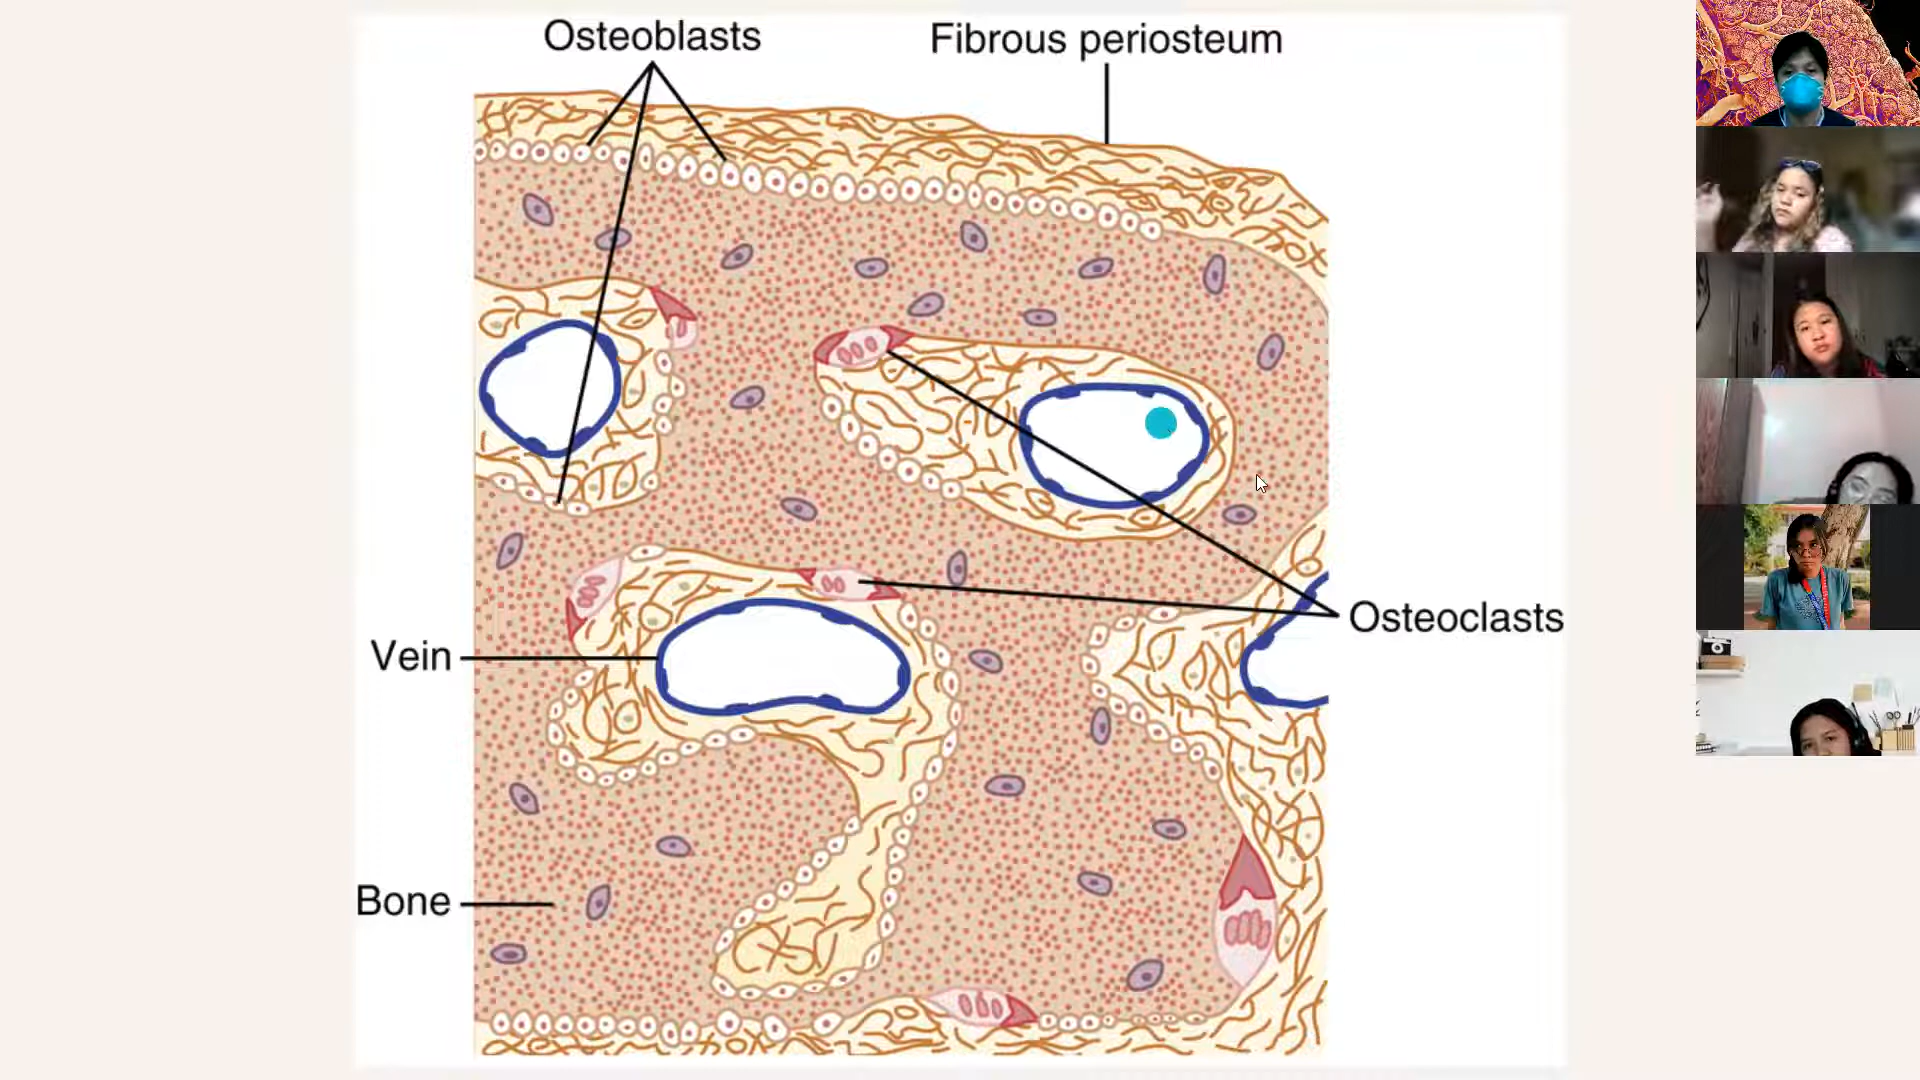 Osteoblasts
Fibrous periosteum
Osteoclasts
Vein
Bone